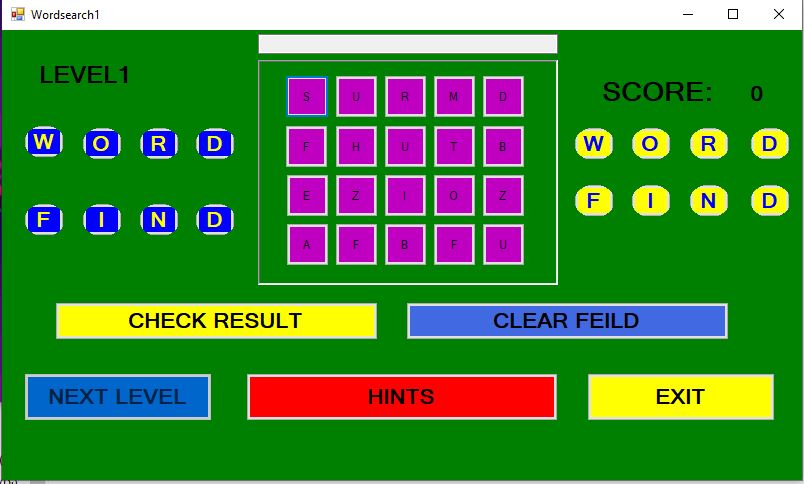 Wordsearch1
LEVEL1
SCORE: 0
W O R D
F I N D
S U R M D
F H U T B
E Z I O Z
A F B F U
W O R D
F I N D
CHECK RESULT
CLEAR FEILD
NEXT LEVEL
HINTS
EXIT